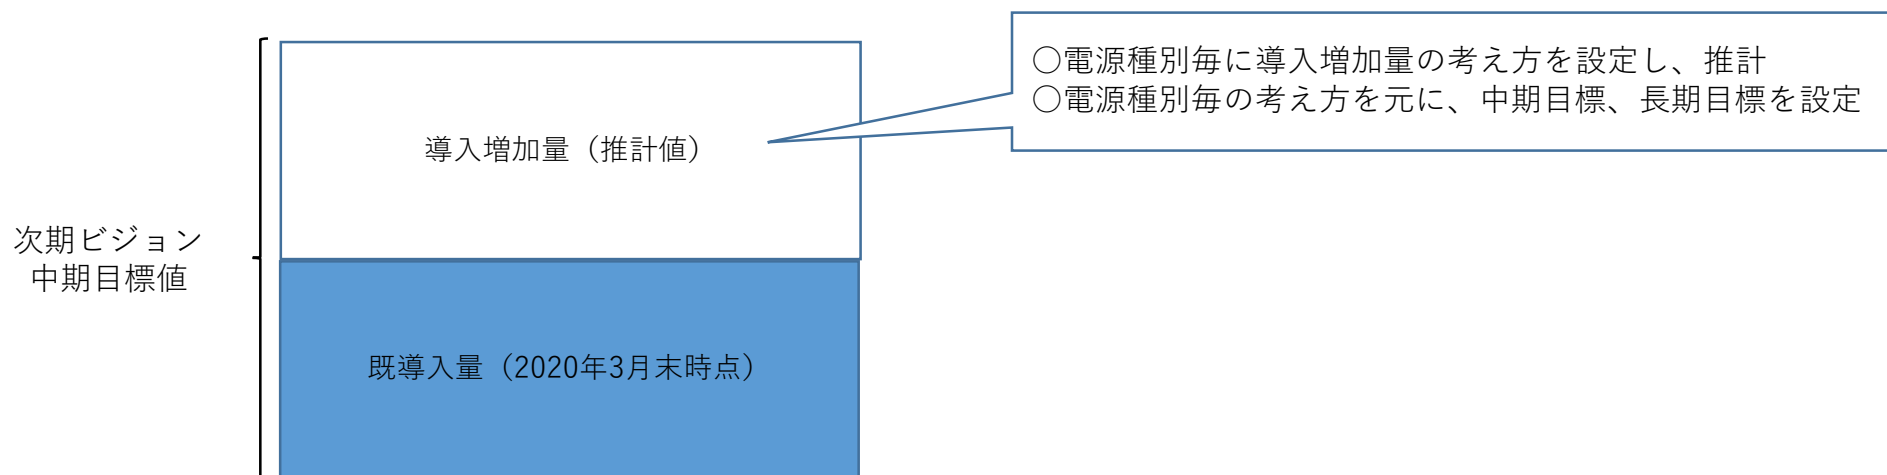 ○電源種別毎に導入増加量の考え方を設定し、推計
○電源種別毎の考え方を元に、中期目標、長期目標を設定
導入増加量（推計値）
次期ビジョン
中期目標値
既導入量（2020年3月末時点）